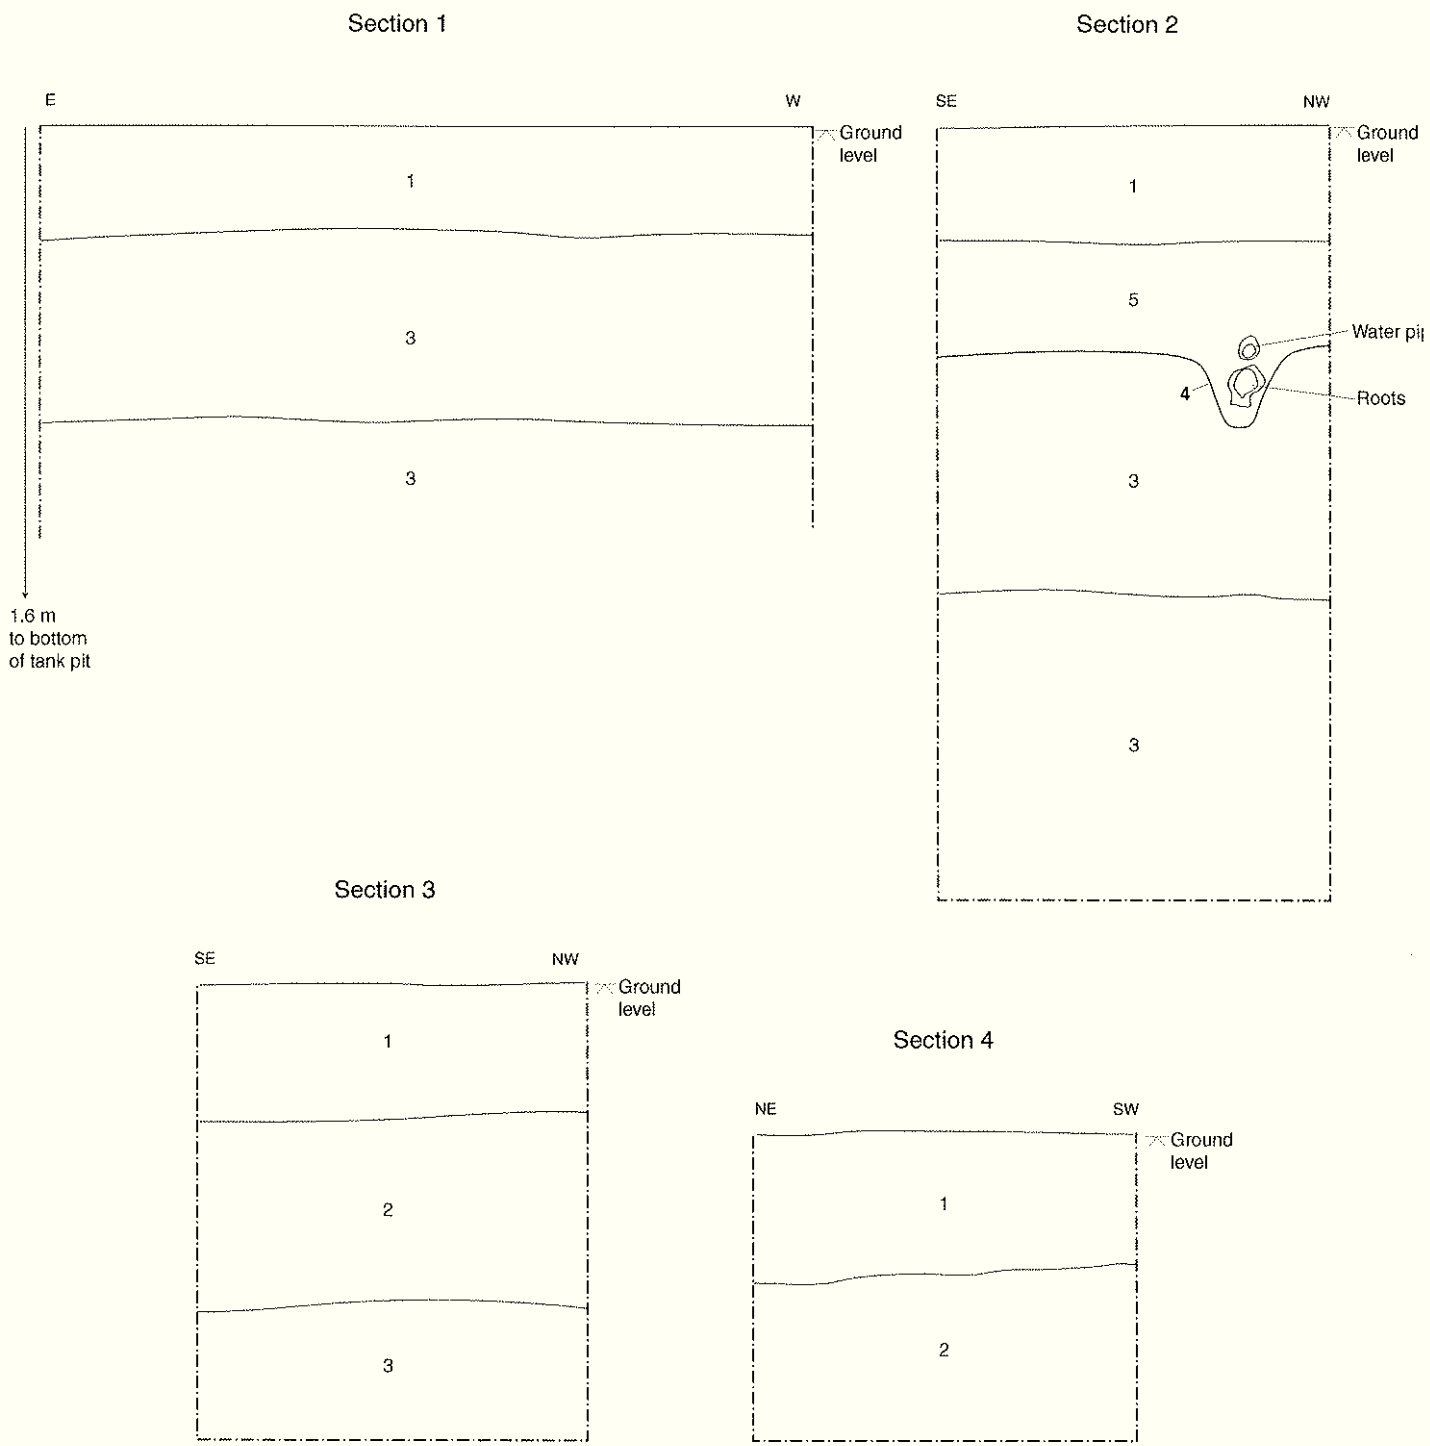 Section 1
E
W
Ground
level
1
3
3
1.6 m
to bottom
of tank pit
Section 2
SE
NW
Ground
level
1
5
Water pi
4
Roots
3
3
Section 3
SE
NW
Ground
level
1
2
3
Section 4
NE
SW
Ground
level
1
2